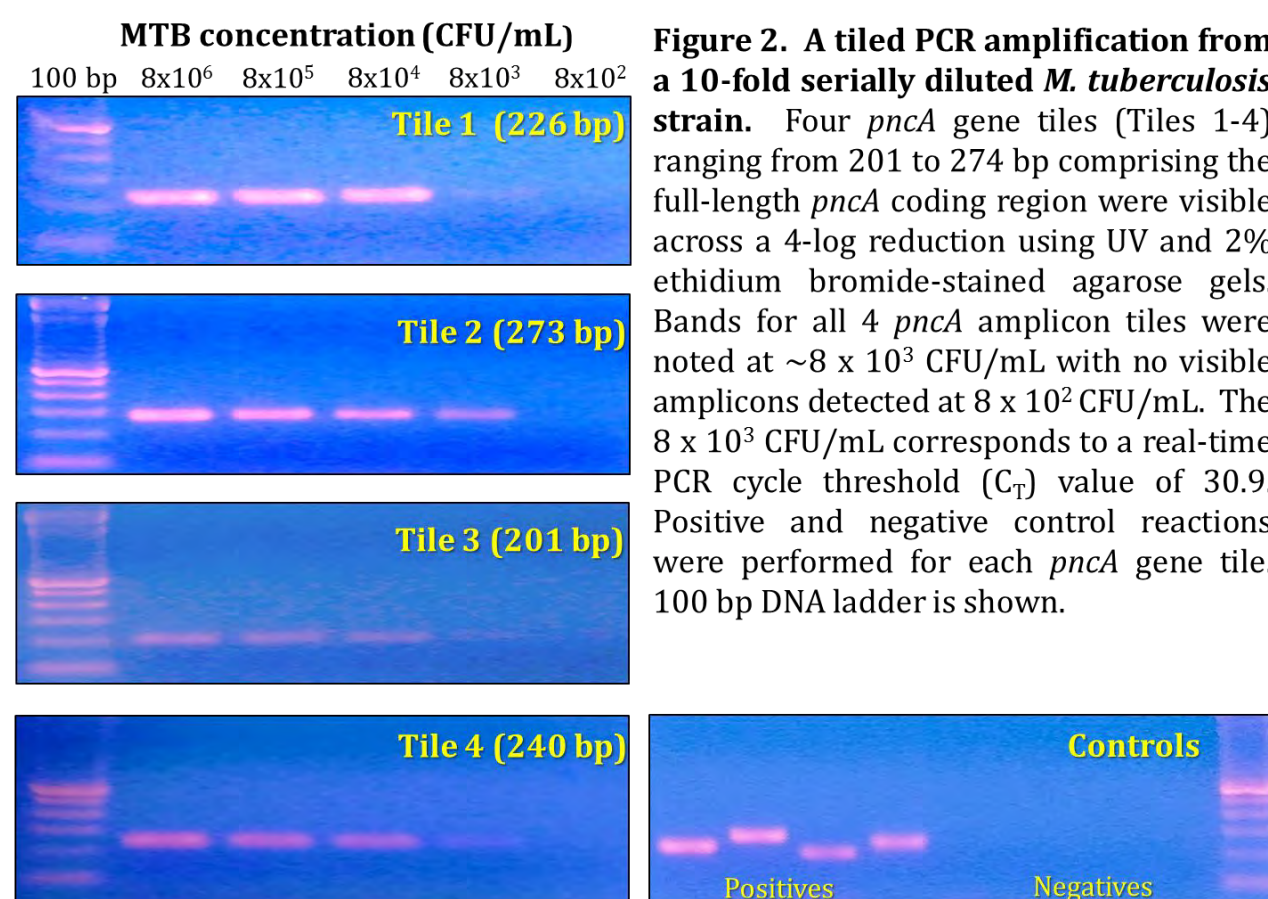 MTB concentration (CFU/mL)
100 bp 8x10⁶ 8x10⁵ 8x10⁴ 8x10³ 8x10²
Tile 1 (226 bp)
Tile 2 (273 bp)
Tile 3 (201 bp)
Tile 4 (240 bp)
Figure 2. A tiled PCR amplification from
a 10-fold serially diluted M. tuberculosis
strain. Four pncA gene tiles (Tiles 1-4)
ranging from 201 to 274 bp comprising the
full-length pncA coding region were visible
across a 4-log reduction using UV and 2%
ethidium bromide-stained agarose gels.
Bands for all 4 pncA amplicon tiles were
noted at ~8 x 10³ CFU/mL with no visible
amplicons detected at 8 x 10² CFU/mL. The
8 x 10³ CFU/mL corresponds to a real-time
PCR cycle threshold (C_T) value of 30.9.
Positive and negative control reactions
were performed for each pncA gene tile.
100 bp DNA ladder is shown.
Controls
Positives Negatives